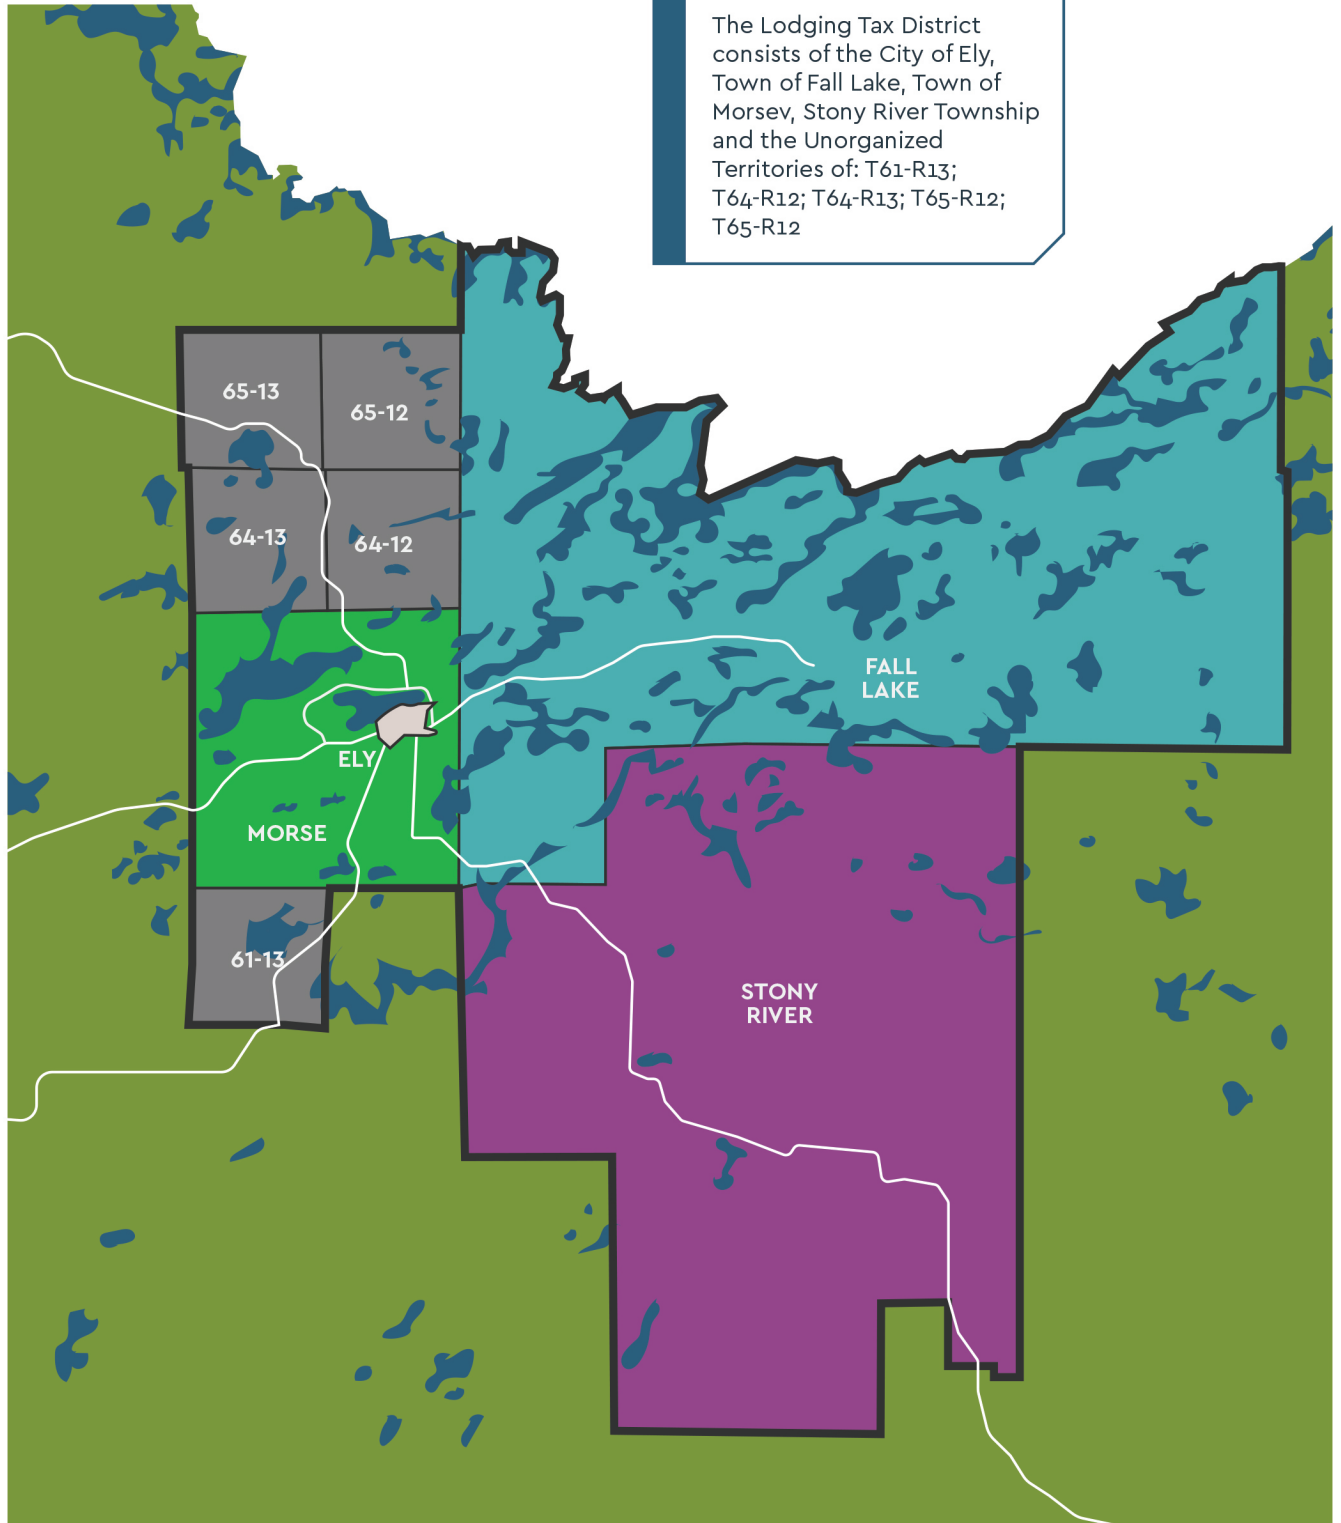 The Lodging Tax District
consists of the City of Ely,
Town of Fall Lake, Town of
Morsev, Stony River Township
and the Unorganized
Territories of: T61-R13;
T64-R12; T64-R13; T65-R12;
T65-R12
65-13
65-12
64-13
64-12
FALL
LAKE
ELY
MORSE
61-13
STONY
RIVER